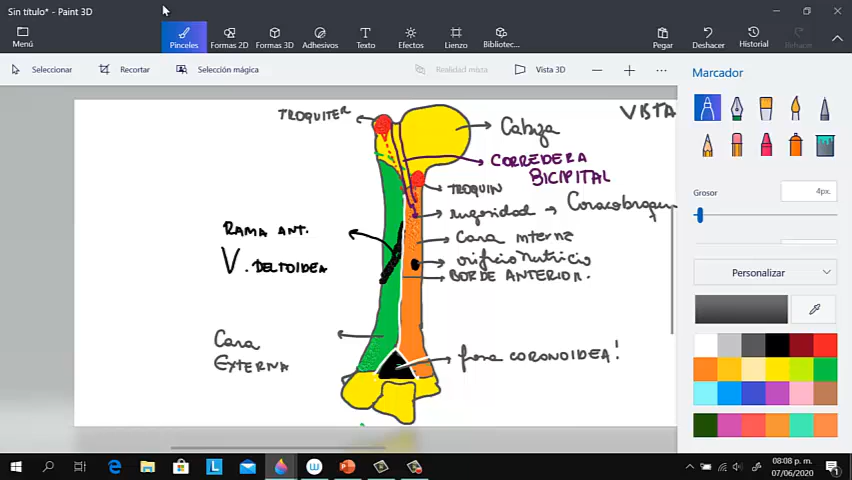 Sin título* - Paint 3D
Menú
Pinceles
Formas 2D
Formas 3D
Adhesivos
Texto
Efectos
Lienzo
Bibliotec...
Pegar
Deshacer
Historial
Rehacer
Seleccionar
Recortar
Selección mágica
Realidad mixta
Vista 3D
Marcador
Grosor
4px.
Personalizar
TROQUITER
VISTA
Cabeza
CORREDERA
BICIPITAL
TROQUIN
rugosidad → Coracobraqu
Cara interna
orificio nutricio
BORDE ANTERIOR.
RAMA ANT.
V. DELTOIDEA
Cara
EXTERNA
fosa CORONOIDEA!
08:08 p. m.
07/06/2020